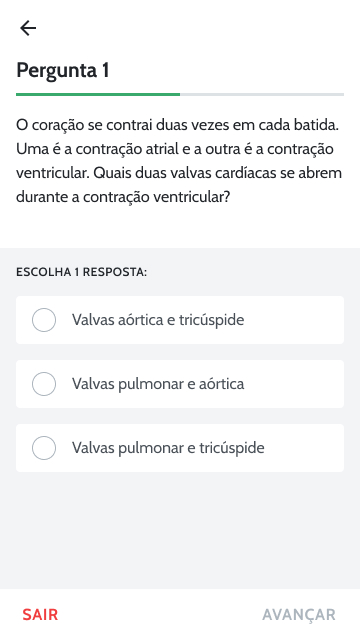 Pergunta 1
O coração se contrai duas vezes em cada batida.
Uma é a contração atrial e a outra é a contração
ventricular. Quais duas valvas cardíacas se abrem
durante a contração ventricular?
ESCOLHA 1 RESPOSTA:
Valvas aórtica e tricúspide
Valvas pulmonar e aórtica
Valvas pulmonar e tricúspide
SAIR
AVANÇAR